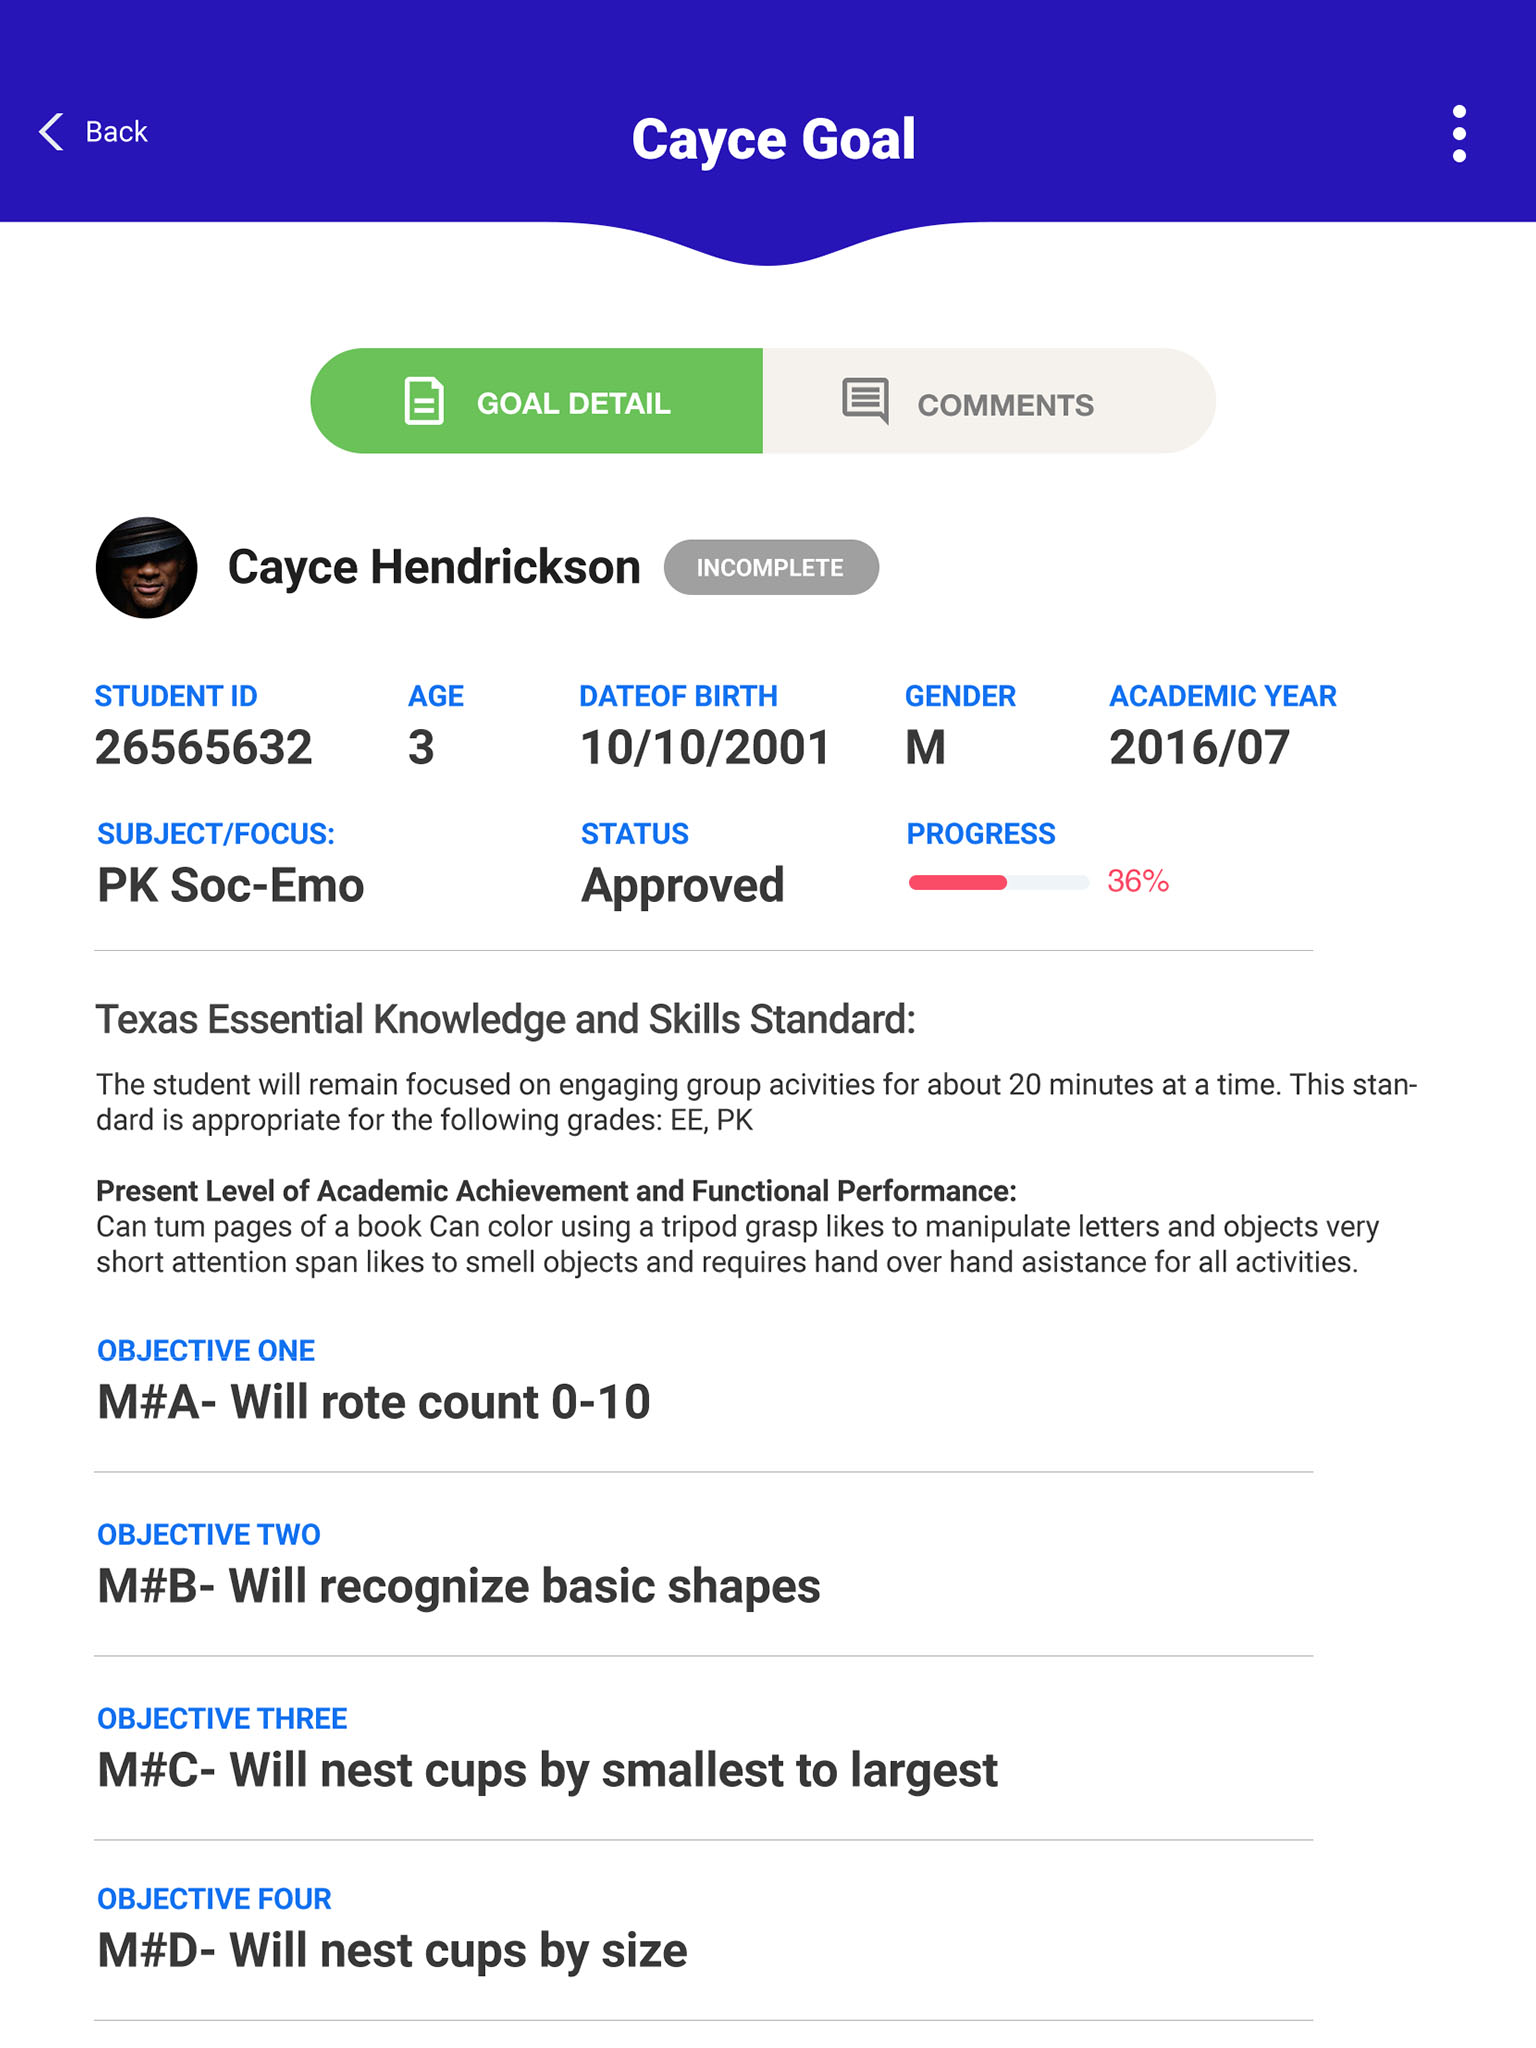 Back
Cayce Goal
GOAL DETAIL
COMMENTS
Cayce Hendrickson
INCOMPLETE
STUDENT ID AGE DATEOF BIRTH GENDER ACADEMIC YEAR
26565632 3 10/10/2001 M 2016/07
SUBJECT/FOCUS: STATUS PROGRESS
PK Soc-Emo Approved 36%
Texas Essential Knowledge and Skills Standard:
The student will remain focused on engaging group acivities for about 20 minutes at a time. This stan-
dard is appropriate for the following grades: EE, PK
Present Level of Academic Achievement and Functional Performance:
Can tum pages of a book Can color using a tripod grasp likes to manipulate letters and objects very
short attention span likes to smell objects and requires hand over hand asistance for all activities.
OBJECTIVE ONE
M#A- Will rote count 0-10
OBJECTIVE TWO
M#B- Will recognize basic shapes
OBJECTIVE THREE
M#C- Will nest cups by smallest to largest
OBJECTIVE FOUR
M#D- Will nest cups by size